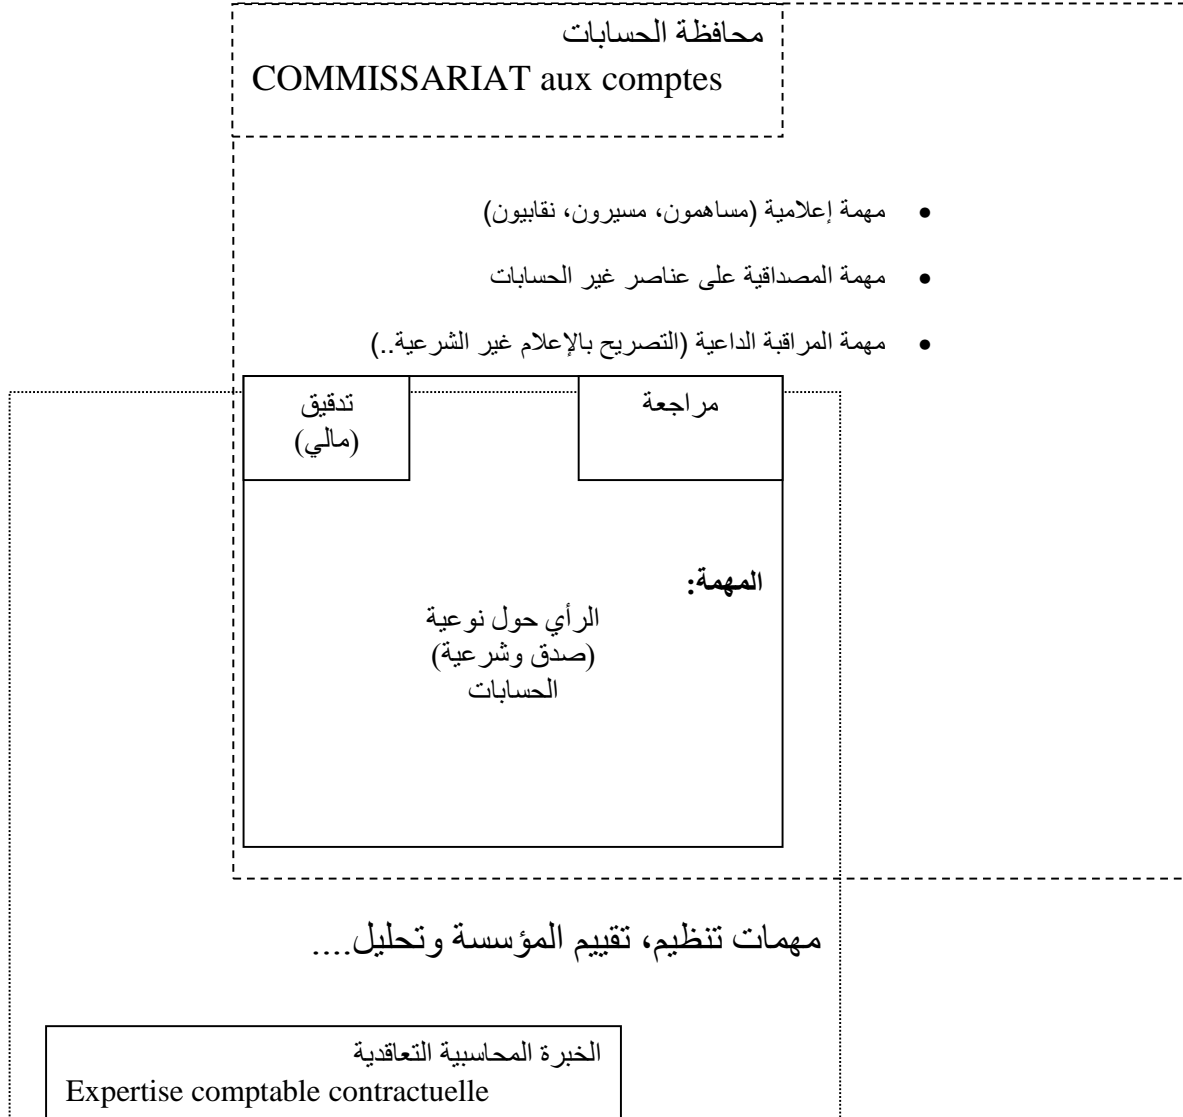 محافظة الحسابات
COMMISSARIAT aux comptes
• مهمة إعلامية (مساهمون، مسيرون، نقابيون)
• مهمة المصداقية على عناصر غير الحسابات
• مهمة المراقبة الداعية (التصريح بالإعلام غير الشرعية..)
مراجعة
تدقيق
(مالي)
المهمة:
الرأي حول نوعية
(صدق وشرعية)
الحسابات
مهمات تنظيم، تقييم المؤسسة وتحليل....
الخبرة المحاسبية التعاقدية
Expertise comptable contractuelle